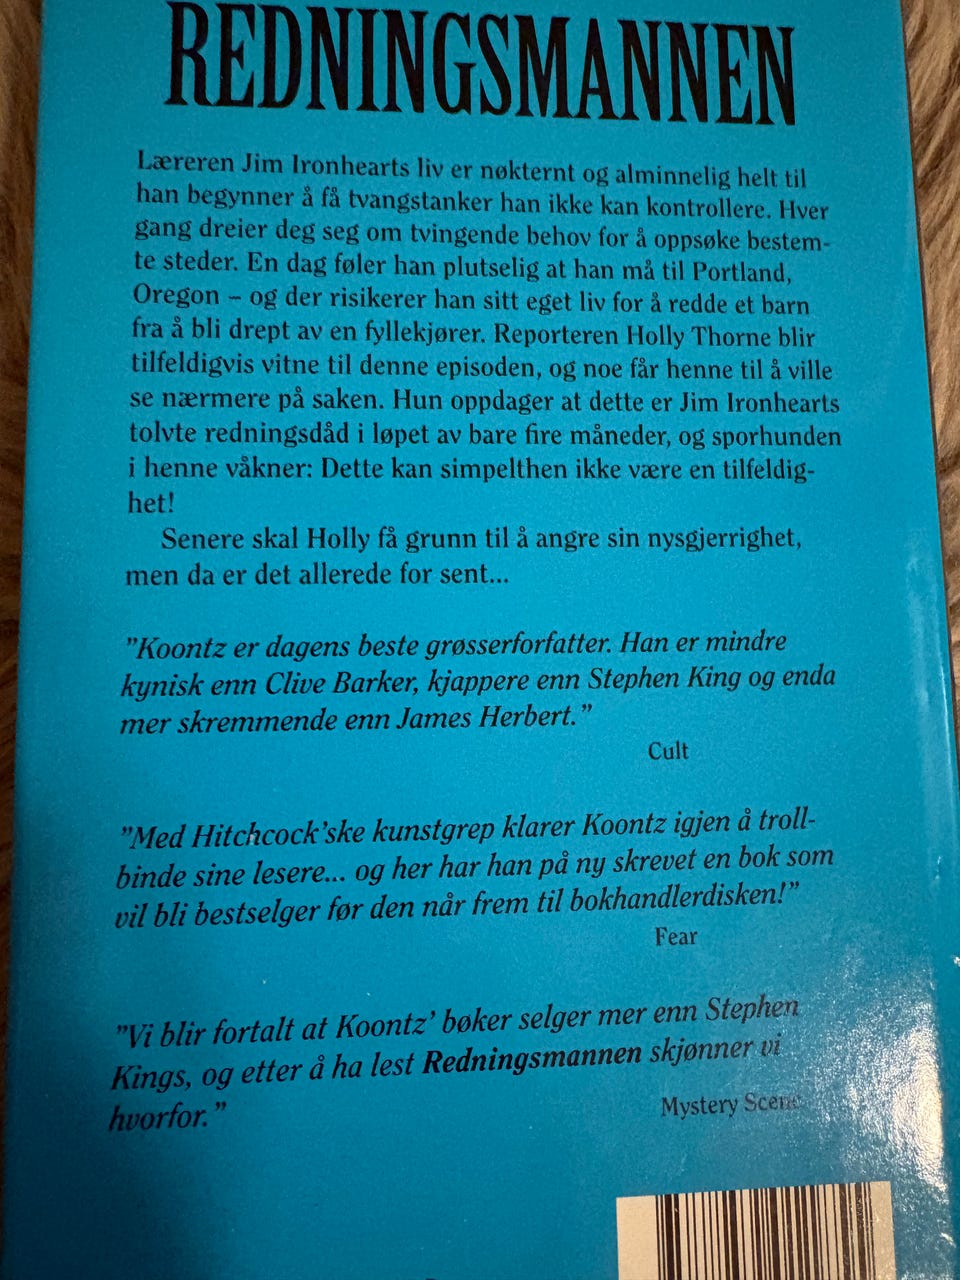 REDNINGSMANNEN
Læreren Jim Ironhearts liv er nøkternt og alminnelig helt til
han begynner å få tvangstanker han ikke kan kontrollere. Hver
gang dreier deg seg om tvingende behov for å oppsøke bestem-
te steder. En dag føler han plutselig at han må til Portland,
Oregon – og der risikerer han sitt eget liv for å redde et barn
fra å bli drept av en fyllekjører. Reporteren Holly Thorne blir
tilfeldigvis vitne til denne episoden, og noe får henne til å ville
se nærmere på saken. Hun oppdager at dette er Jim Ironhearts
tolvte redningsdåd i løpet av bare fire måneder, og sporhunden
i henne våkner: Dette kan simpelthen ikke være en tilfeldig-
het!
Senere skal Holly få grunn til å angre sin nysgjerrighet,
men da er det allerede for sent...
”Koontz er dagens beste grøsserforfatter. Han er mindre
kynisk enn Clive Barker, kjappere enn Stephen King og enda
mer skremmende enn James Herbert.”
Cult
”Med Hitchcock’ske kunstgrep klarer Koontz igjen å troll-
binde sine lesere... og her har han på ny skrevet en bok som
vil bli bestselger før den når frem til bokhandlerdisken!”
Fear
”Vi blir fortalt at Koontz’ bøker selger mer enn Stephen
Kings, og etter å ha lest Redningsmannen skjønner vi
hvorfor.”
Mystery Scene